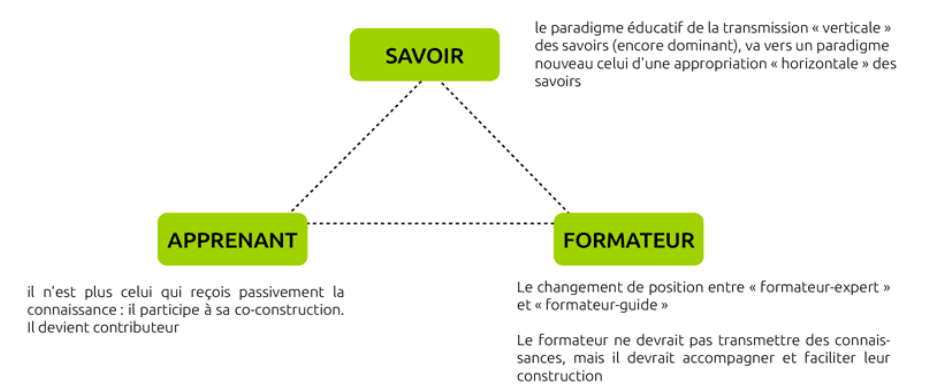 SAVOIR
le paradigme éducatif de la transmission « verticale »
des savoirs (encore dominant), va vers un paradigme
nouveau celui d'une appropriation « horizontale » des
savoirs
APPRENANT
FORMATEUR
il n'est plus celui qui reçois passivement la
connaissance : il participe à sa co-construction.
Il devient contributeur
Le changement de position entre « formateur-expert »
et « formateur-guide »
Le formateur ne devrait pas transmettre des connais-
sances, mais il devrait accompagner et faciliter leur
construction